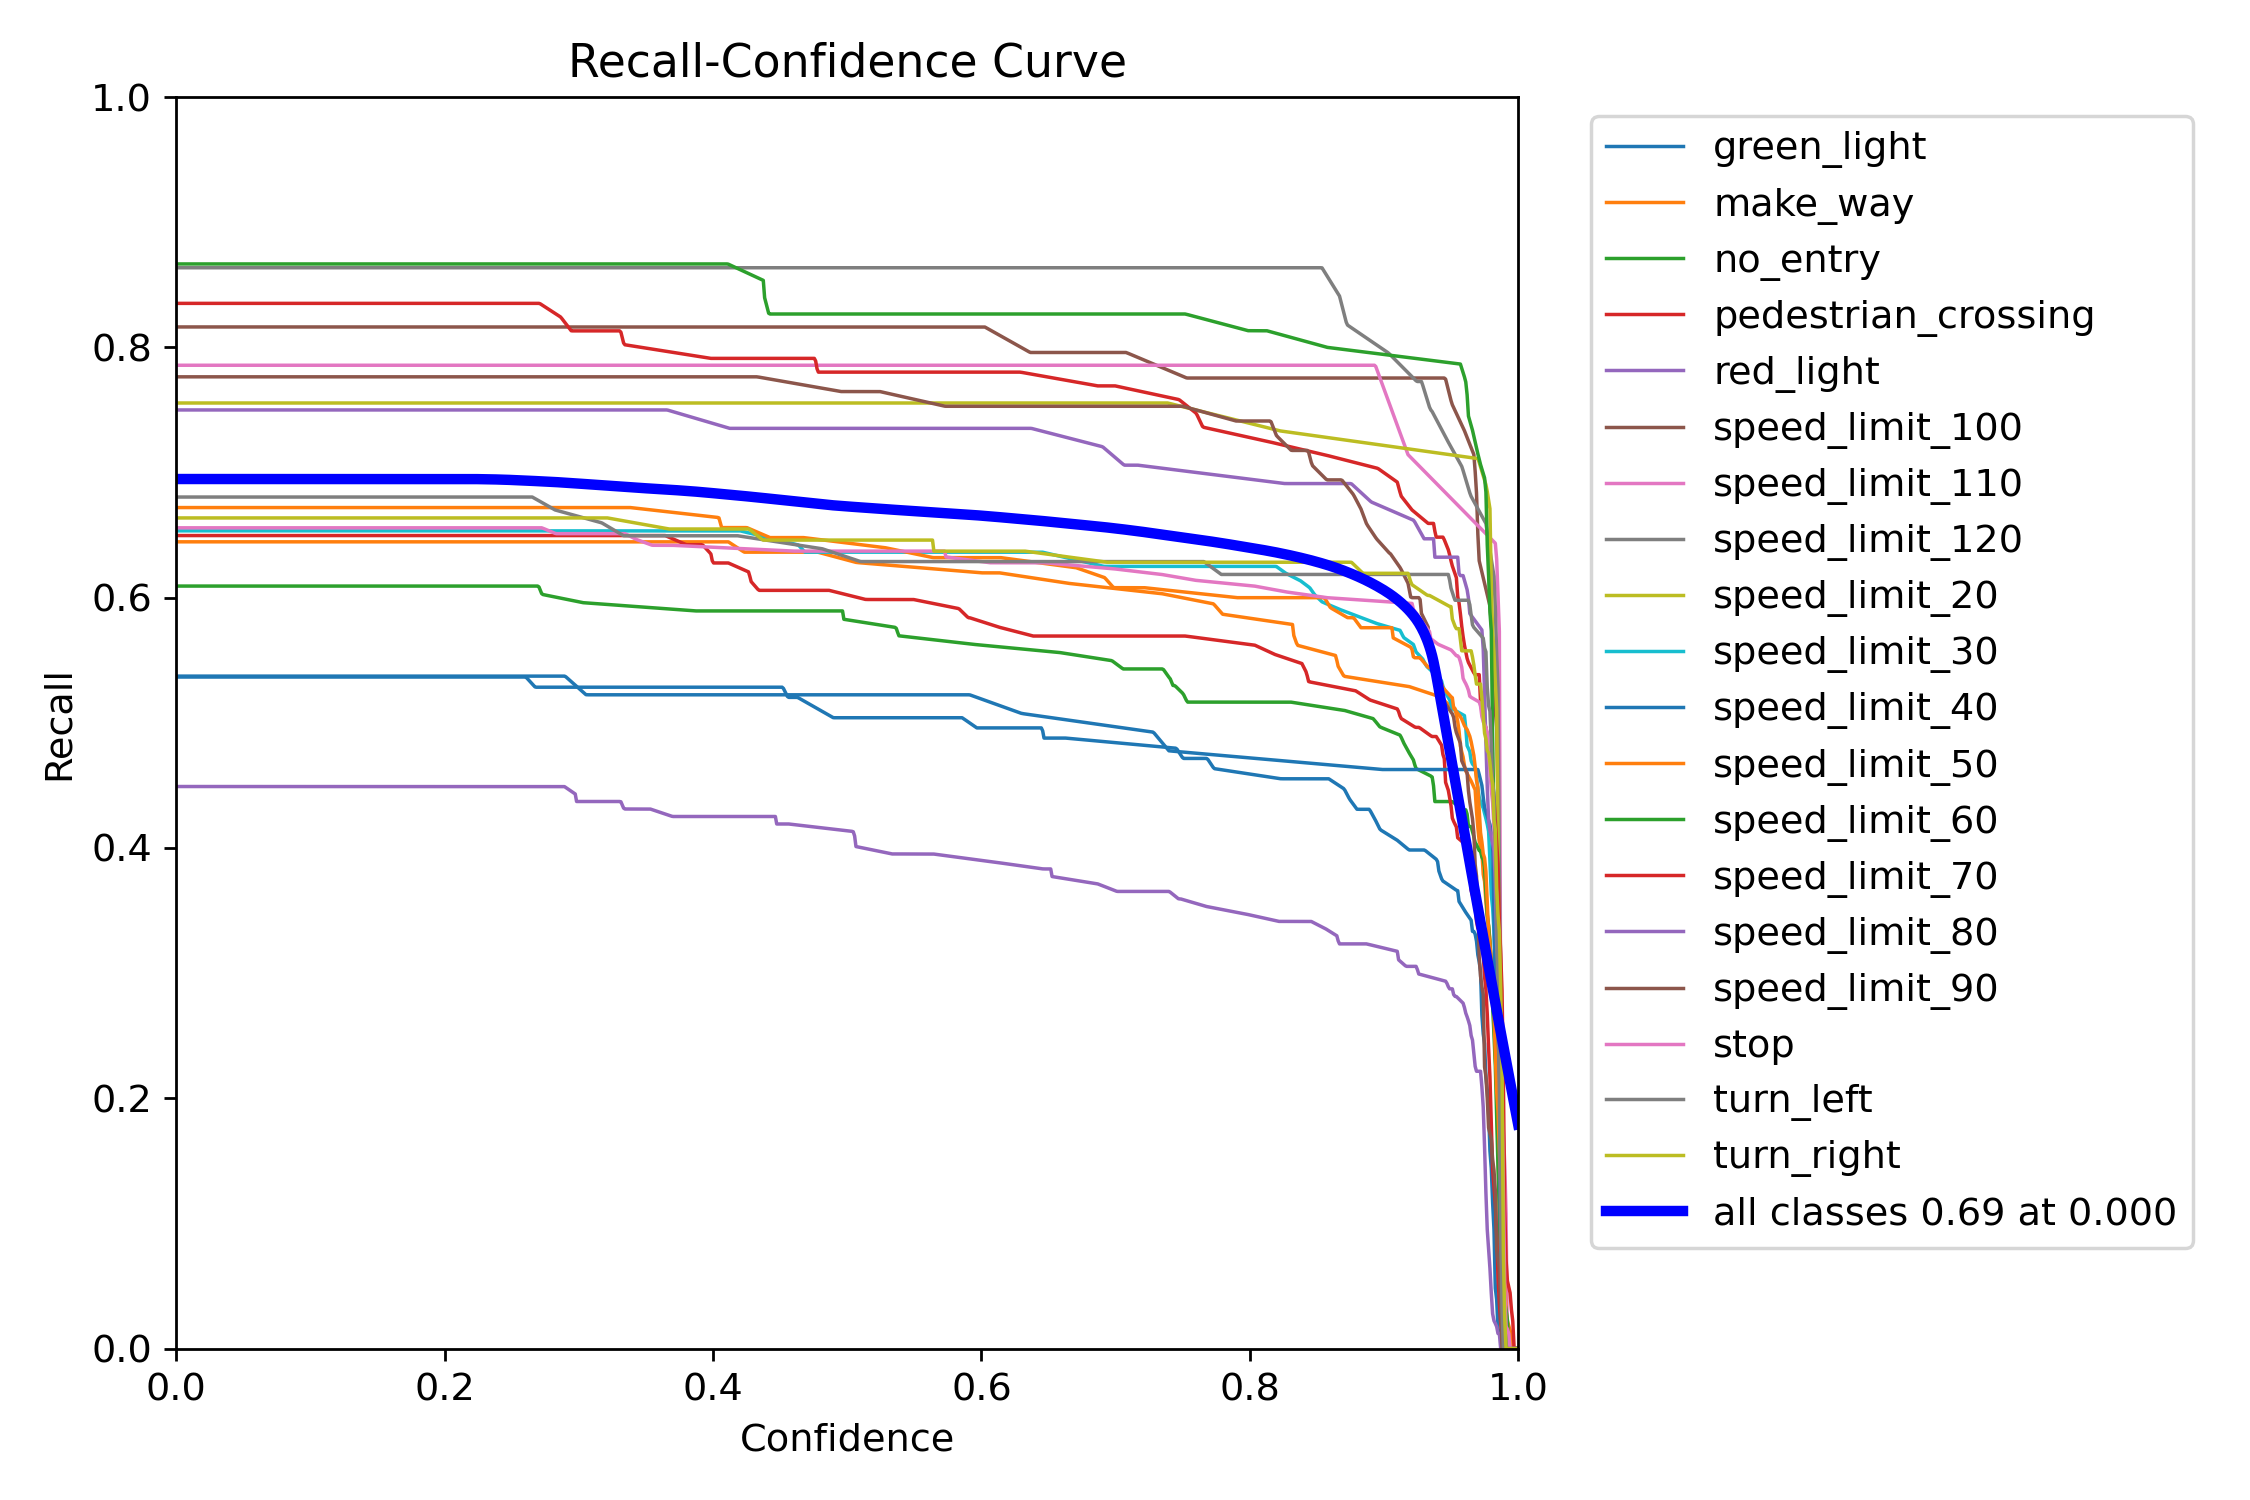 Recall-Confidence Curve
1.0
0.8
0.6
0.4
0.2
0.0
Recall
0.0 0.2 0.4 0.6 0.8 1.0
Confidence
green_light
make_way
no_entry
pedestrian_crossing
red_light
speed_limit_100
speed_limit_110
speed_limit_120
speed_limit_20
speed_limit_30
speed_limit_40
speed_limit_50
speed_limit_60
speed_limit_70
speed_limit_80
speed_limit_90
stop
turn_left
turn_right
all classes 0.69 at 0.000